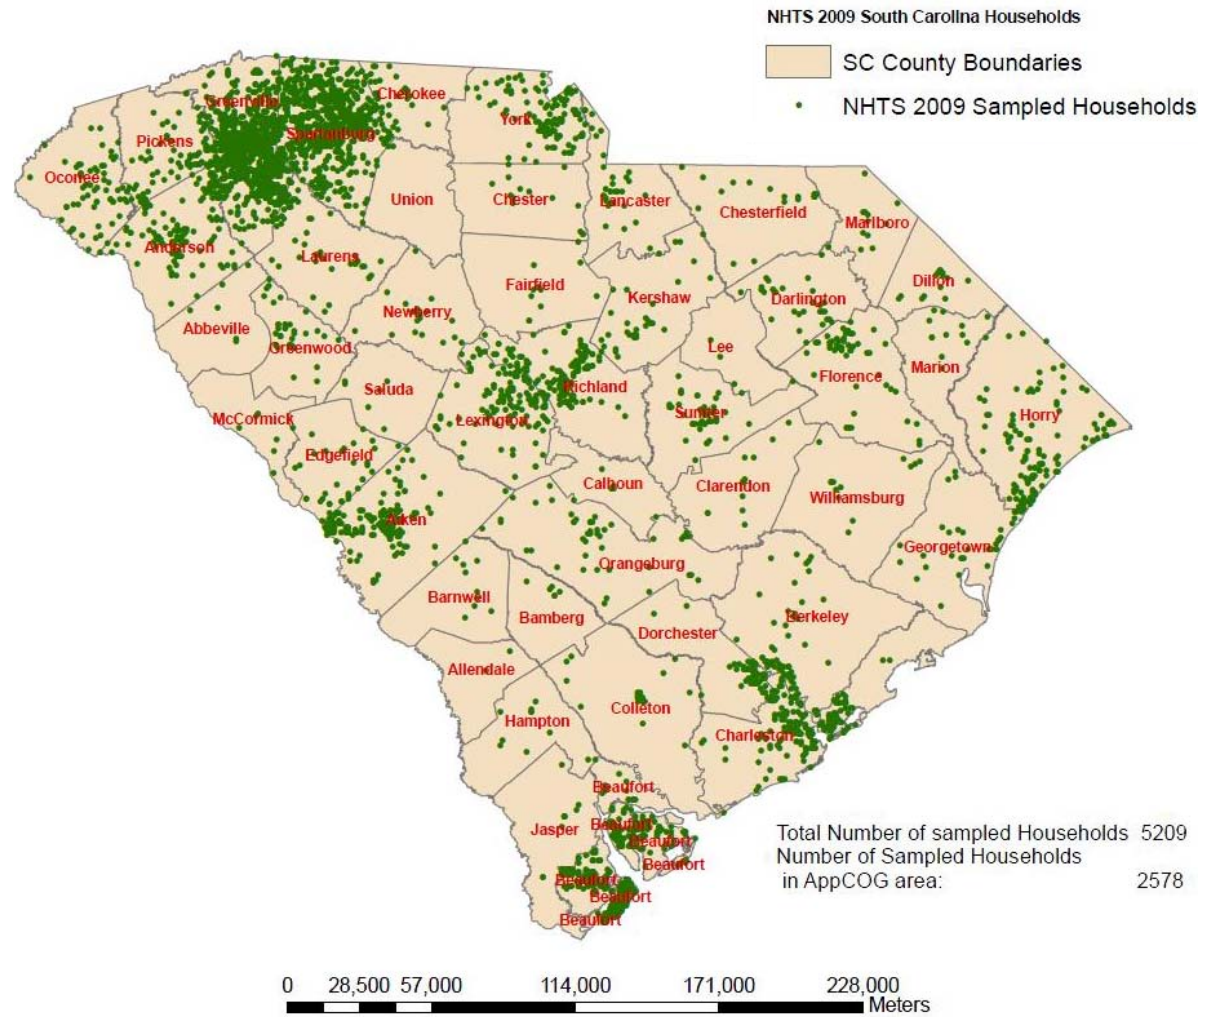 NHTS 2009 South Carolina Households
SC County Boundaries
NHTS 2009 Sampled Households
Greenville
Cherokee
York
Spartanburg
Pickens
Oconee
Union
Chester
Lancaster
Chesterfield
Marlboro
Anderson
Laurens
Fairfield
Kershaw
Darlington
Dillon
Newberry
Abbeville
Greenwood
Lee
Marion
Florence
Saluda
Richland
Horry
McCormick
Lexington
Sumter
Edgefield
Calhoun
Clarendon
Williamsburg
Aiken
Georgetown
Orangeburg
Barnwell
Bamberg
Berkeley
Dorchester
Allendale
Colleton
Hampton
Charleston
Beaufort
Beaufort
Jasper
Beaufort
Beaufort
Beaufort
Beaufort
Beaufort
Total Number of sampled Households 5209
Number of Sampled Households
in AppCOG area: 2578
0 28,500 57,000 114,000 171,000 228,000
Meters